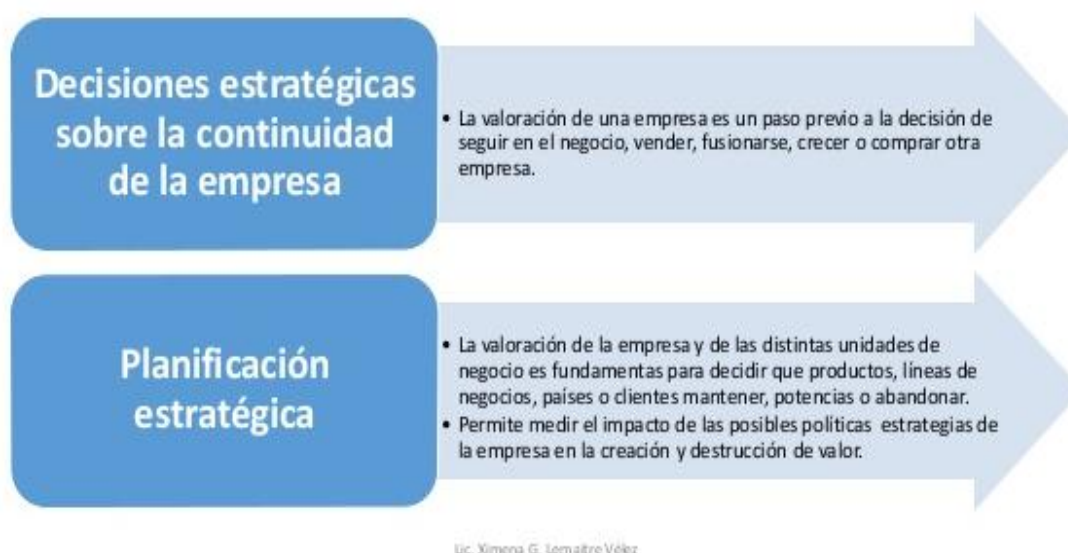 Decisiones estratégicas
sobre la continuidad
de la empresa
• La valoración de una empresa es un paso previo a la decisión de
seguir en el negocio, vender, fusionarse, crecer o comprar otra
empresa.
Planificación
estratégica
• La valoración de la empresa y de las distintas unidades de
negocio es fundamentas para decidir que productos, líneas de
negocios, países o clientes mantener, potencias o abandonar.
• Permite medir el impacto de las posibles políticas estrategias de
la empresa en la creación y destrucción de valor.
Lic. Ximena G. Lemaitre Vélez